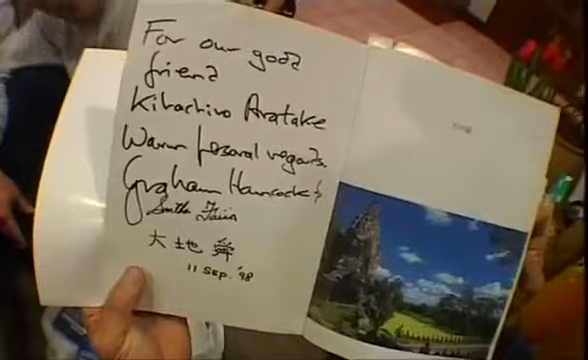 For our good
friend
Kihachiro Aratake
Warm personal regards.
Graham Hancock &
Santha Faiia
大地舜
11 SEP. '98